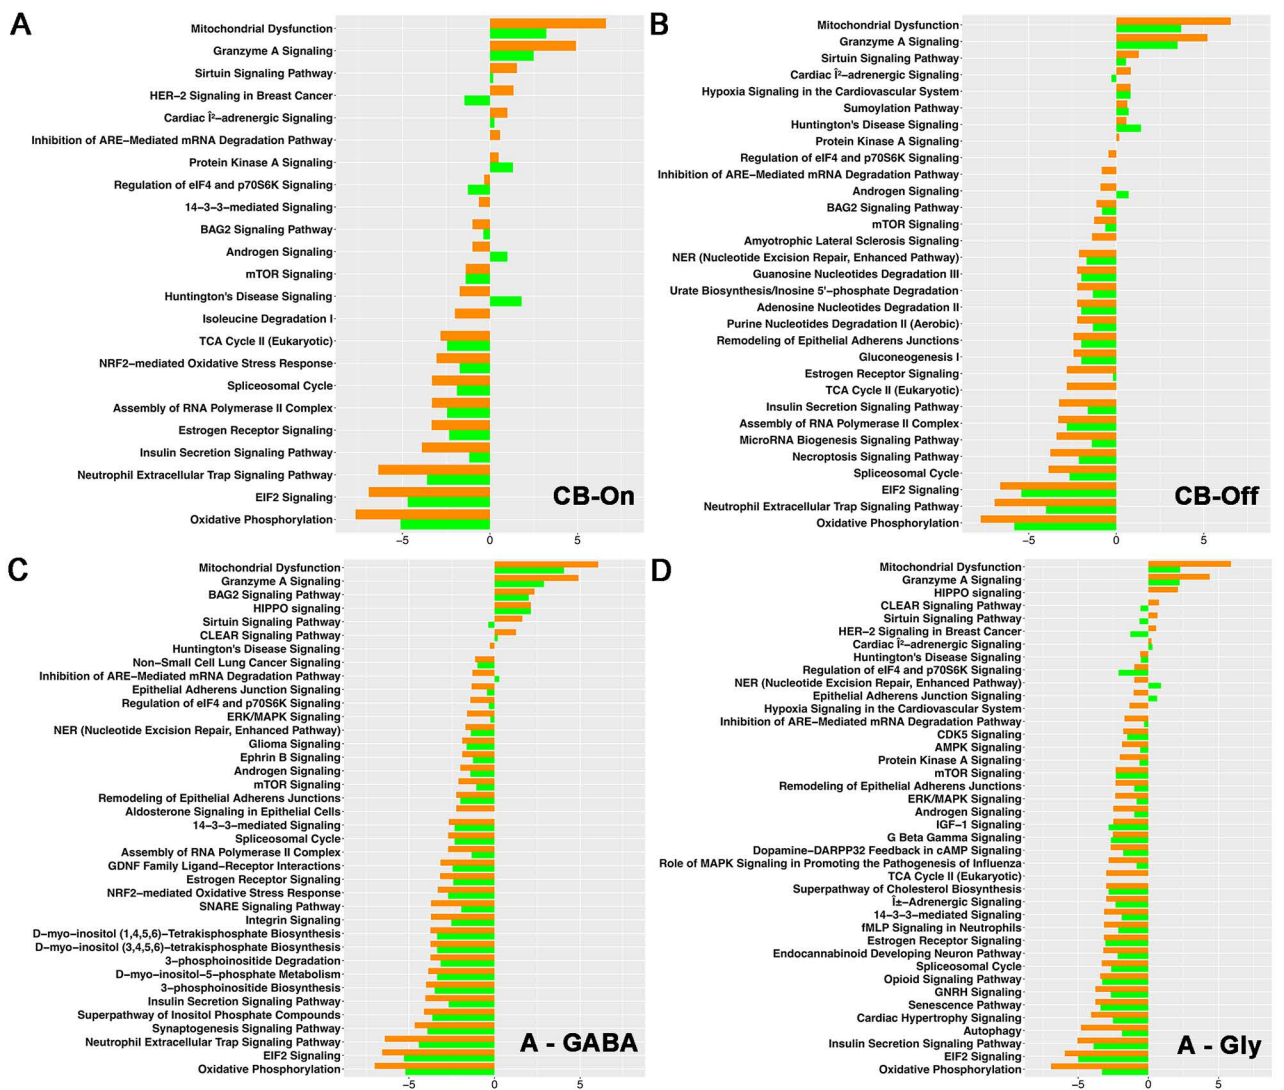 A
Mitochondrial Dysfunction
Granzyme A Signaling
Sirtuin Signaling Pathway
HER−2 Signaling in Breast Cancer
Cardiac Î²−adrenergic Signaling
Inhibition of ARE−Mediated mRNA Degradation Pathway
Protein Kinase A Signaling
Regulation of eIF4 and p70S6K Signaling
14−3−3−mediated Signaling
BAG2 Signaling Pathway
Androgen Signaling
mTOR Signaling
Huntington's Disease Signaling
Isoleucine Degradation I
TCA Cycle II (Eukaryotic)
NRF2−mediated Oxidative Stress Response
Spliceosomal Cycle
Assembly of RNA Polymerase II Complex
Estrogen Receptor Signaling
Insulin Secretion Signaling Pathway
Neutrophil Extracellular Trap Signaling Pathway
EIF2 Signaling
Oxidative Phosphorylation
CB-On
−5 0 5
B
Mitochondrial Dysfunction
Granzyme A Signaling
Sirtuin Signaling Pathway
Cardiac Î²−adrenergic Signaling
Hypoxia Signaling in the Cardiovascular System
Sumoylation Pathway
Huntington's Disease Signaling
Protein Kinase A Signaling
Regulation of eIF4 and p70S6K Signaling
Inhibition of ARE−Mediated mRNA Degradation Pathway
Androgen Signaling
BAG2 Signaling Pathway
mTOR Signaling
Amyotrophic Lateral Sclerosis Signaling
NER (Nucleotide Excision Repair, Enhanced Pathway)
Guanosine Nucleotides Degradation III
Urate Biosynthesis/Inosine 5'−phosphate Degradation
Adenosine Nucleotides Degradation II
Purine Nucleotides Degradation II (Aerobic)
Remodeling of Epithelial Adherens Junctions
Gluconeogenesis I
Estrogen Receptor Signaling
TCA Cycle II (Eukaryotic)
Insulin Secretion Signaling Pathway
Assembly of RNA Polymerase II Complex
MicroRNA Biogenesis Signaling Pathway
Necroptosis Signaling Pathway
Spliceosomal Cycle
EIF2 Signaling
Neutrophil Extracellular Trap Signaling Pathway
Oxidative Phosphorylation
CB-Off
−5 0 5
C
Mitochondrial Dysfunction
Granzyme A Signaling
BAG2 Signaling Pathway
HIPPO signaling
Sirtuin Signaling Pathway
CLEAR Signaling Pathway
Huntington's Disease Signaling
Non−Small Cell Lung Cancer Signaling
Inhibition of ARE−Mediated mRNA Degradation Pathway
Epithelial Adherens Junction Signaling
Regulation of eIF4 and p70S6K Signaling
ERK/MAPK Signaling
NER (Nucleotide Excision Repair, Enhanced Pathway)
Glioma Signaling
Ephrin B Signaling
Androgen Signaling
mTOR Signaling
Remodeling of Epithelial Adherens Junctions
Aldosterone Signaling in Epithelial Cells
14−3−3−mediated Signaling
Spliceosomal Cycle
Assembly of RNA Polymerase II Complex
GDNF Family Ligand−Receptor Interactions
Estrogen Receptor Signaling
NRF2−mediated Oxidative Stress Response
SNARE Signaling Pathway
Integrin Signaling
D−myo−inositol (1,4,5,6)−Tetrakisphosphate Biosynthesis
D−myo−inositol (3,4,5,6)−tetrakisphosphate Biosynthesis
3−phosphoinositide Degradation
D−myo−inositol−5−phosphate Metabolism
3−phosphoinositide Biosynthesis
Insulin Secretion Signaling Pathway
Superpathway of Inositol Phosphate Compounds
Synaptogenesis Signaling Pathway
Neutrophil Extracellular Trap Signaling Pathway
EIF2 Signaling
Oxidative Phosphorylation
A - GABA
−5 0 5
D
Mitochondrial Dysfunction
Granzyme A Signaling
HIPPO signaling
CLEAR Signaling Pathway
Sirtuin Signaling Pathway
HER−2 Signaling in Breast Cancer
Cardiac Î²−adrenergic Signaling
Huntington's Disease Signaling
Regulation of eIF4 and p70S6K Signaling
NER (Nucleotide Excision Repair, Enhanced Pathway)
Epithelial Adherens Junction Signaling
Hypoxia Signaling in the Cardiovascular System
Inhibition of ARE−Mediated mRNA Degradation Pathway
CDK5 Signaling
AMPK Signaling
Protein Kinase A Signaling
mTOR Signaling
Remodeling of Epithelial Adherens Junctions
ERK/MAPK Signaling
Androgen Signaling
IGF−1 Signaling
G Beta Gamma Signaling
Dopamine−DARPP32 Feedback in cAMP Signaling
Role of MAPK Signaling in Promoting the Pathogenesis of Influenza
TCA Cycle II (Eukaryotic)
Superpathway of Cholesterol Biosynthesis
Î±−Adrenergic Signaling
14−3−3−mediated Signaling
fMLP Signaling in Neutrophils
Estrogen Receptor Signaling
Endocannabinoid Developing Neuron Pathway
Spliceosomal Cycle
Opioid Signaling Pathway
GNRH Signaling
Senescence Pathway
Cardiac Hypertrophy Signaling
Autophagy
Insulin Secretion Signaling Pathway
EIF2 Signaling
Oxidative Phosphorylation
A - Gly
−5 0 5